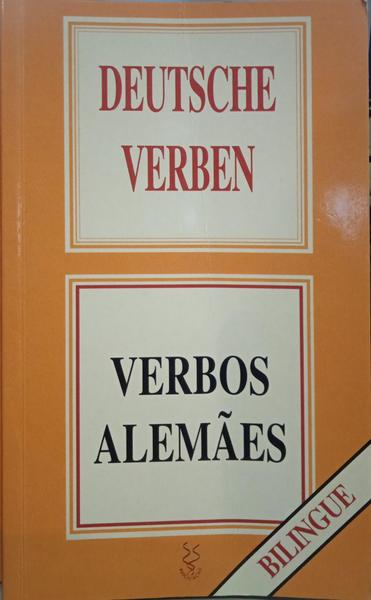 DEUTSCHE
VERBEN
VERBOS
ALEMÃES
BILINGUE